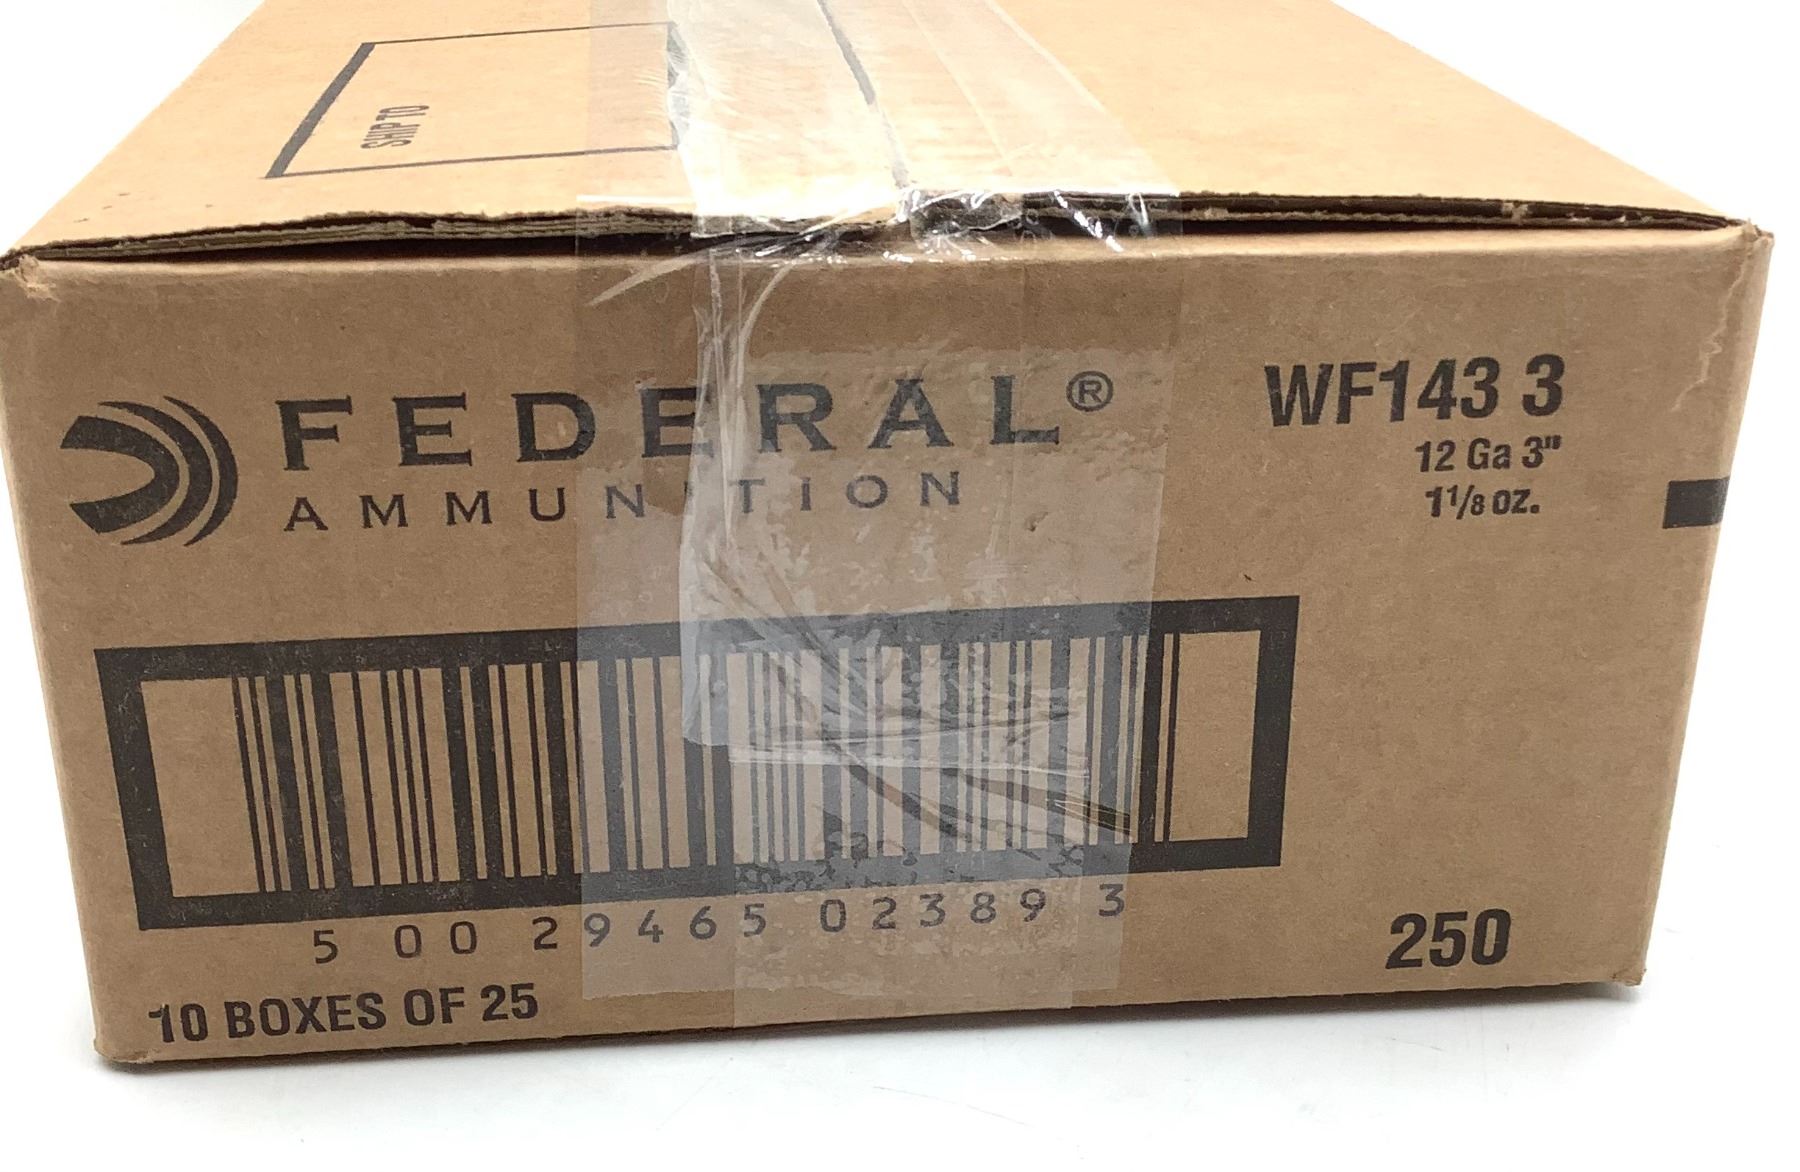 SHIP TO
FEDERAL®
AMMUNITION
WF143 3
12 Ga 3"
1 1/8 oz.
5 00 29465 02389 3
10 BOXES OF 25
250